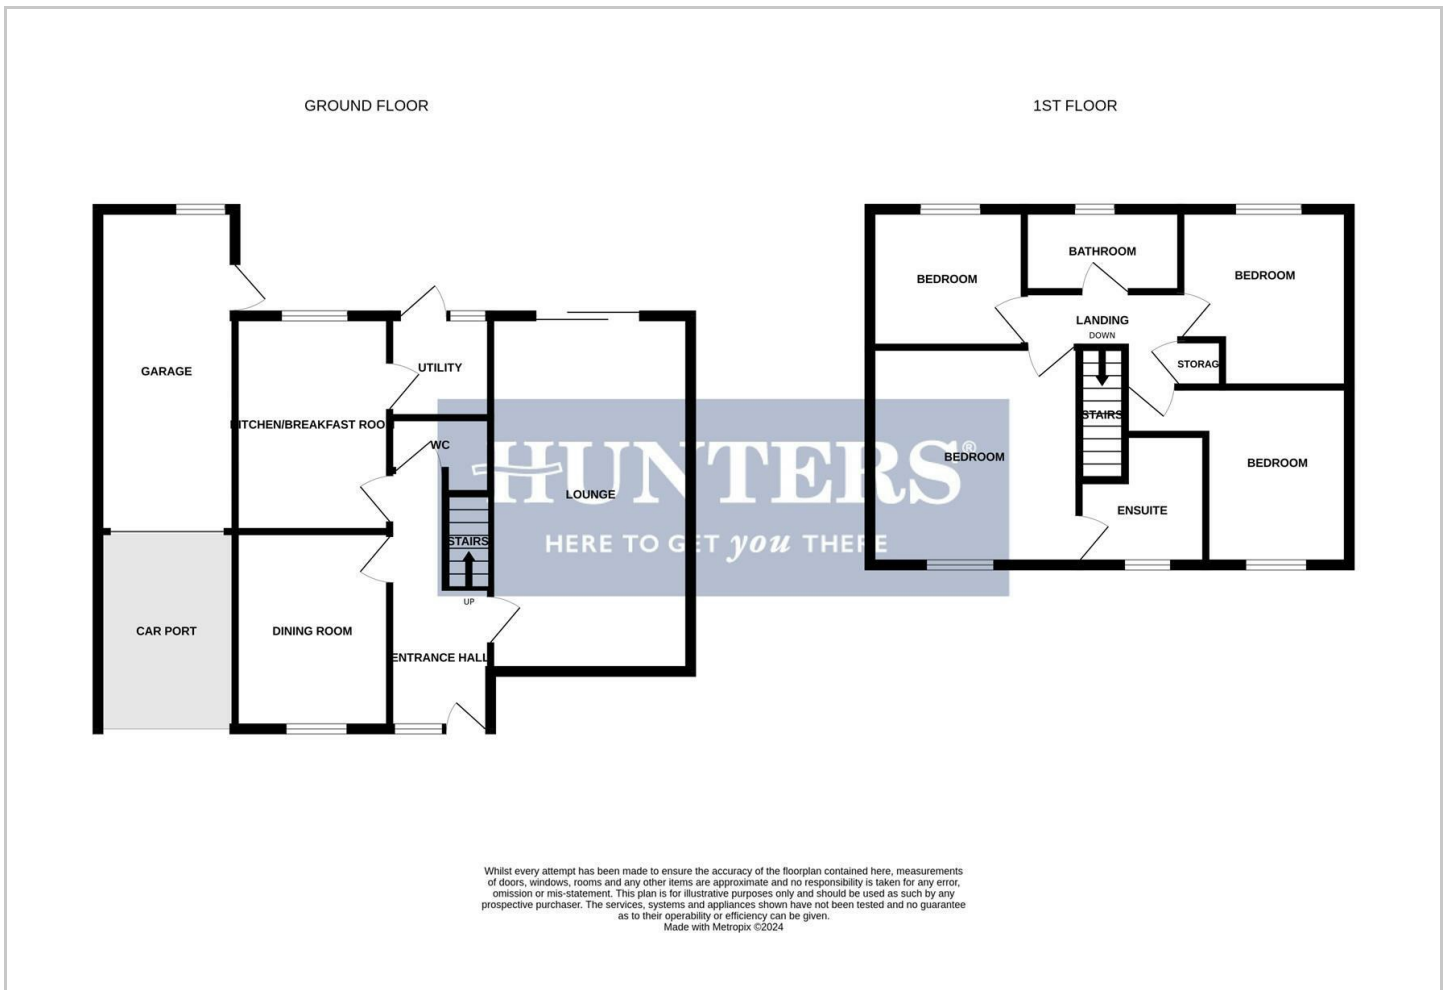 GROUND FLOOR
1ST FLOOR
GARAGE
KITCHEN/BREAKFAST ROOM
UTILITY
WC
LOUNGE
STAIRS
UP
CAR PORT
DINING ROOM
ENTRANCE HALL
BEDROOM
BATHROOM
BEDROOM
LANDING
DOWN
STORAG
STAIRS
BEDROOM
BEDROOM
ENSUITE
HUNTERS®
HERE TO GET you THERE
Whilst every attempt has been made to ensure the accuracy of the floorplan contained here, measurements
of doors, windows, rooms and any other items are approximate and no responsibility is taken for any error,
omission or mis-statement. This plan is for illustrative purposes only and should be used as such by any
prospective purchaser. The services, systems and appliances shown have not been tested and no guarantee
as to their operability or efficiency can be given.
Made with Metropix ©2024